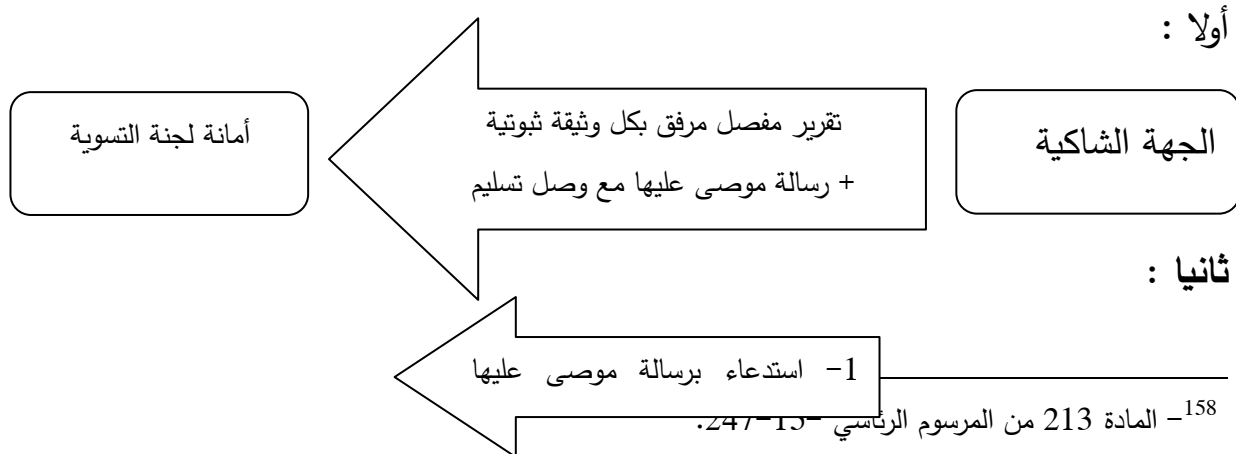 أولا :
الجهة الشاكية
تقرير مفصل مرفق بكل وثيقة ثبوتية
+ رسالة موصى عليها مع وصل تسليم
أمانة لجنة التسوية
ثانيا :
1- استدعاء برسالة موصى عليها
158- المادة 213 من المرسوم الرئاسي -15-247.